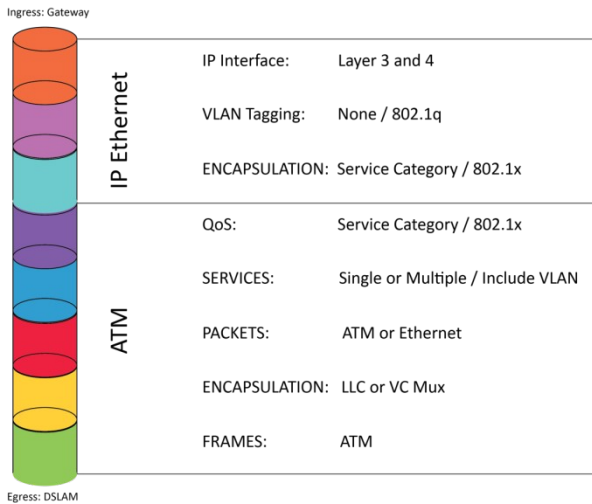 Ingress: Gateway
IP Ethernet
IP Interface: Layer 3 and 4
VLAN Tagging: None / 802.1q
ENCAPSULATION: Service Category / 802.1x
ATM
QoS: Service Category / 802.1x
SERVICES: Single or Multiple / Include VLAN
PACKETS: ATM or Ethernet
ENCAPSULATION: LLC or VC Mux
FRAMES: ATM
Egress: DSLAM